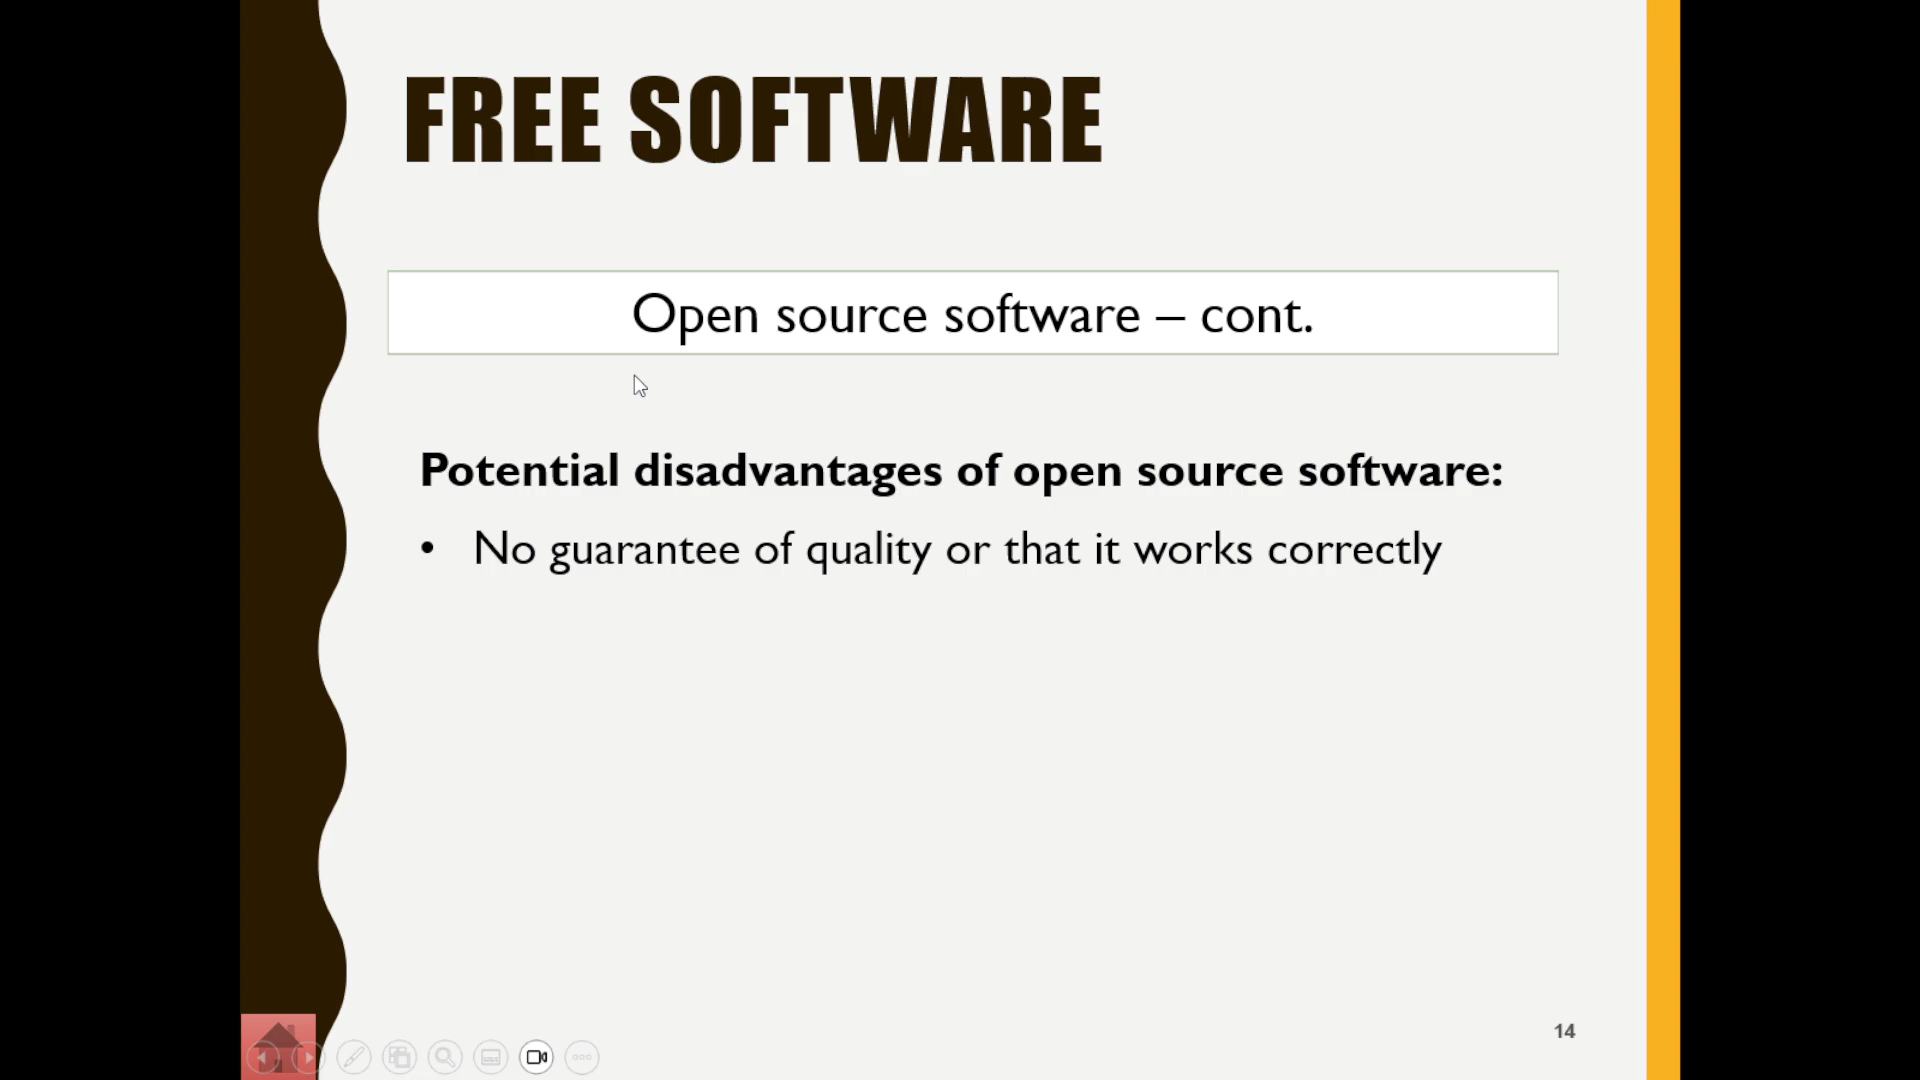 FREE SOFTWARE
Open source software – cont.
Potential disadvantages of open source software:
• No guarantee of quality or that it works correctly
14